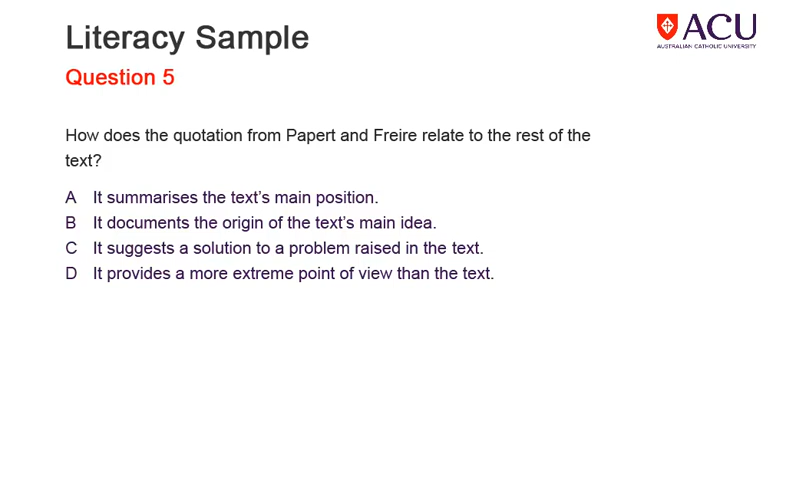 Literacy Sample
ACU
AUSTRALIAN CATHOLIC UNIVERSITY
Question 5
How does the quotation from Papert and Freire relate to the rest of the
text?
A It summarises the text's main position.
B It documents the origin of the text's main idea.
C It suggests a solution to a problem raised in the text.
D It provides a more extreme point of view than the text.